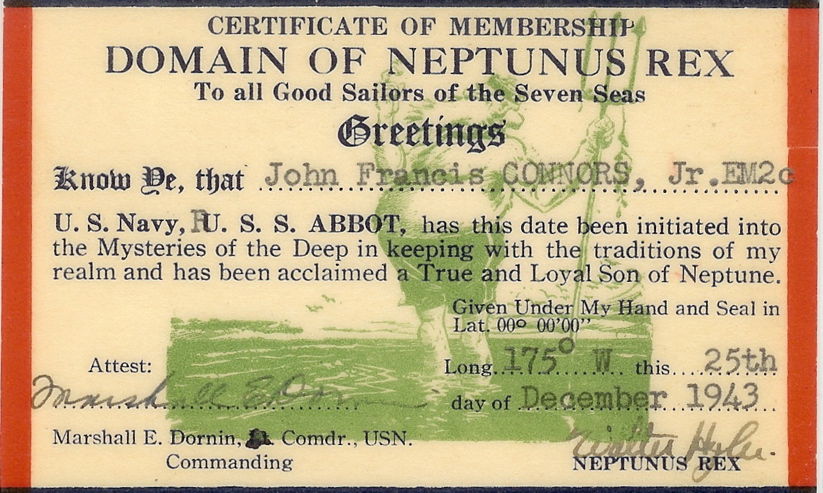 CERTIFICATE OF MEMBERSHIP
DOMAIN OF NEPTUNUS REX
To all Good Sailors of the Seven Seas
Greetings
Know Ye, that John Francis CONNORS, Jr.EM2c
U. S. Navy, R U. S. S. ABBOT, has this date been initiated into
the Mysteries of the Deep in keeping with the traditions of my
realm and has been acclaimed a True and Loyal Son of Neptune.
Given Under My Hand and Seal in
Lat. 00° 00'00"
Attest: Long. 175° W this 25th
Marshall E Dornin day of December 1943
Marshall E. Dornin, Comdr., USN. Walter
Commanding NEPTUNUS REX